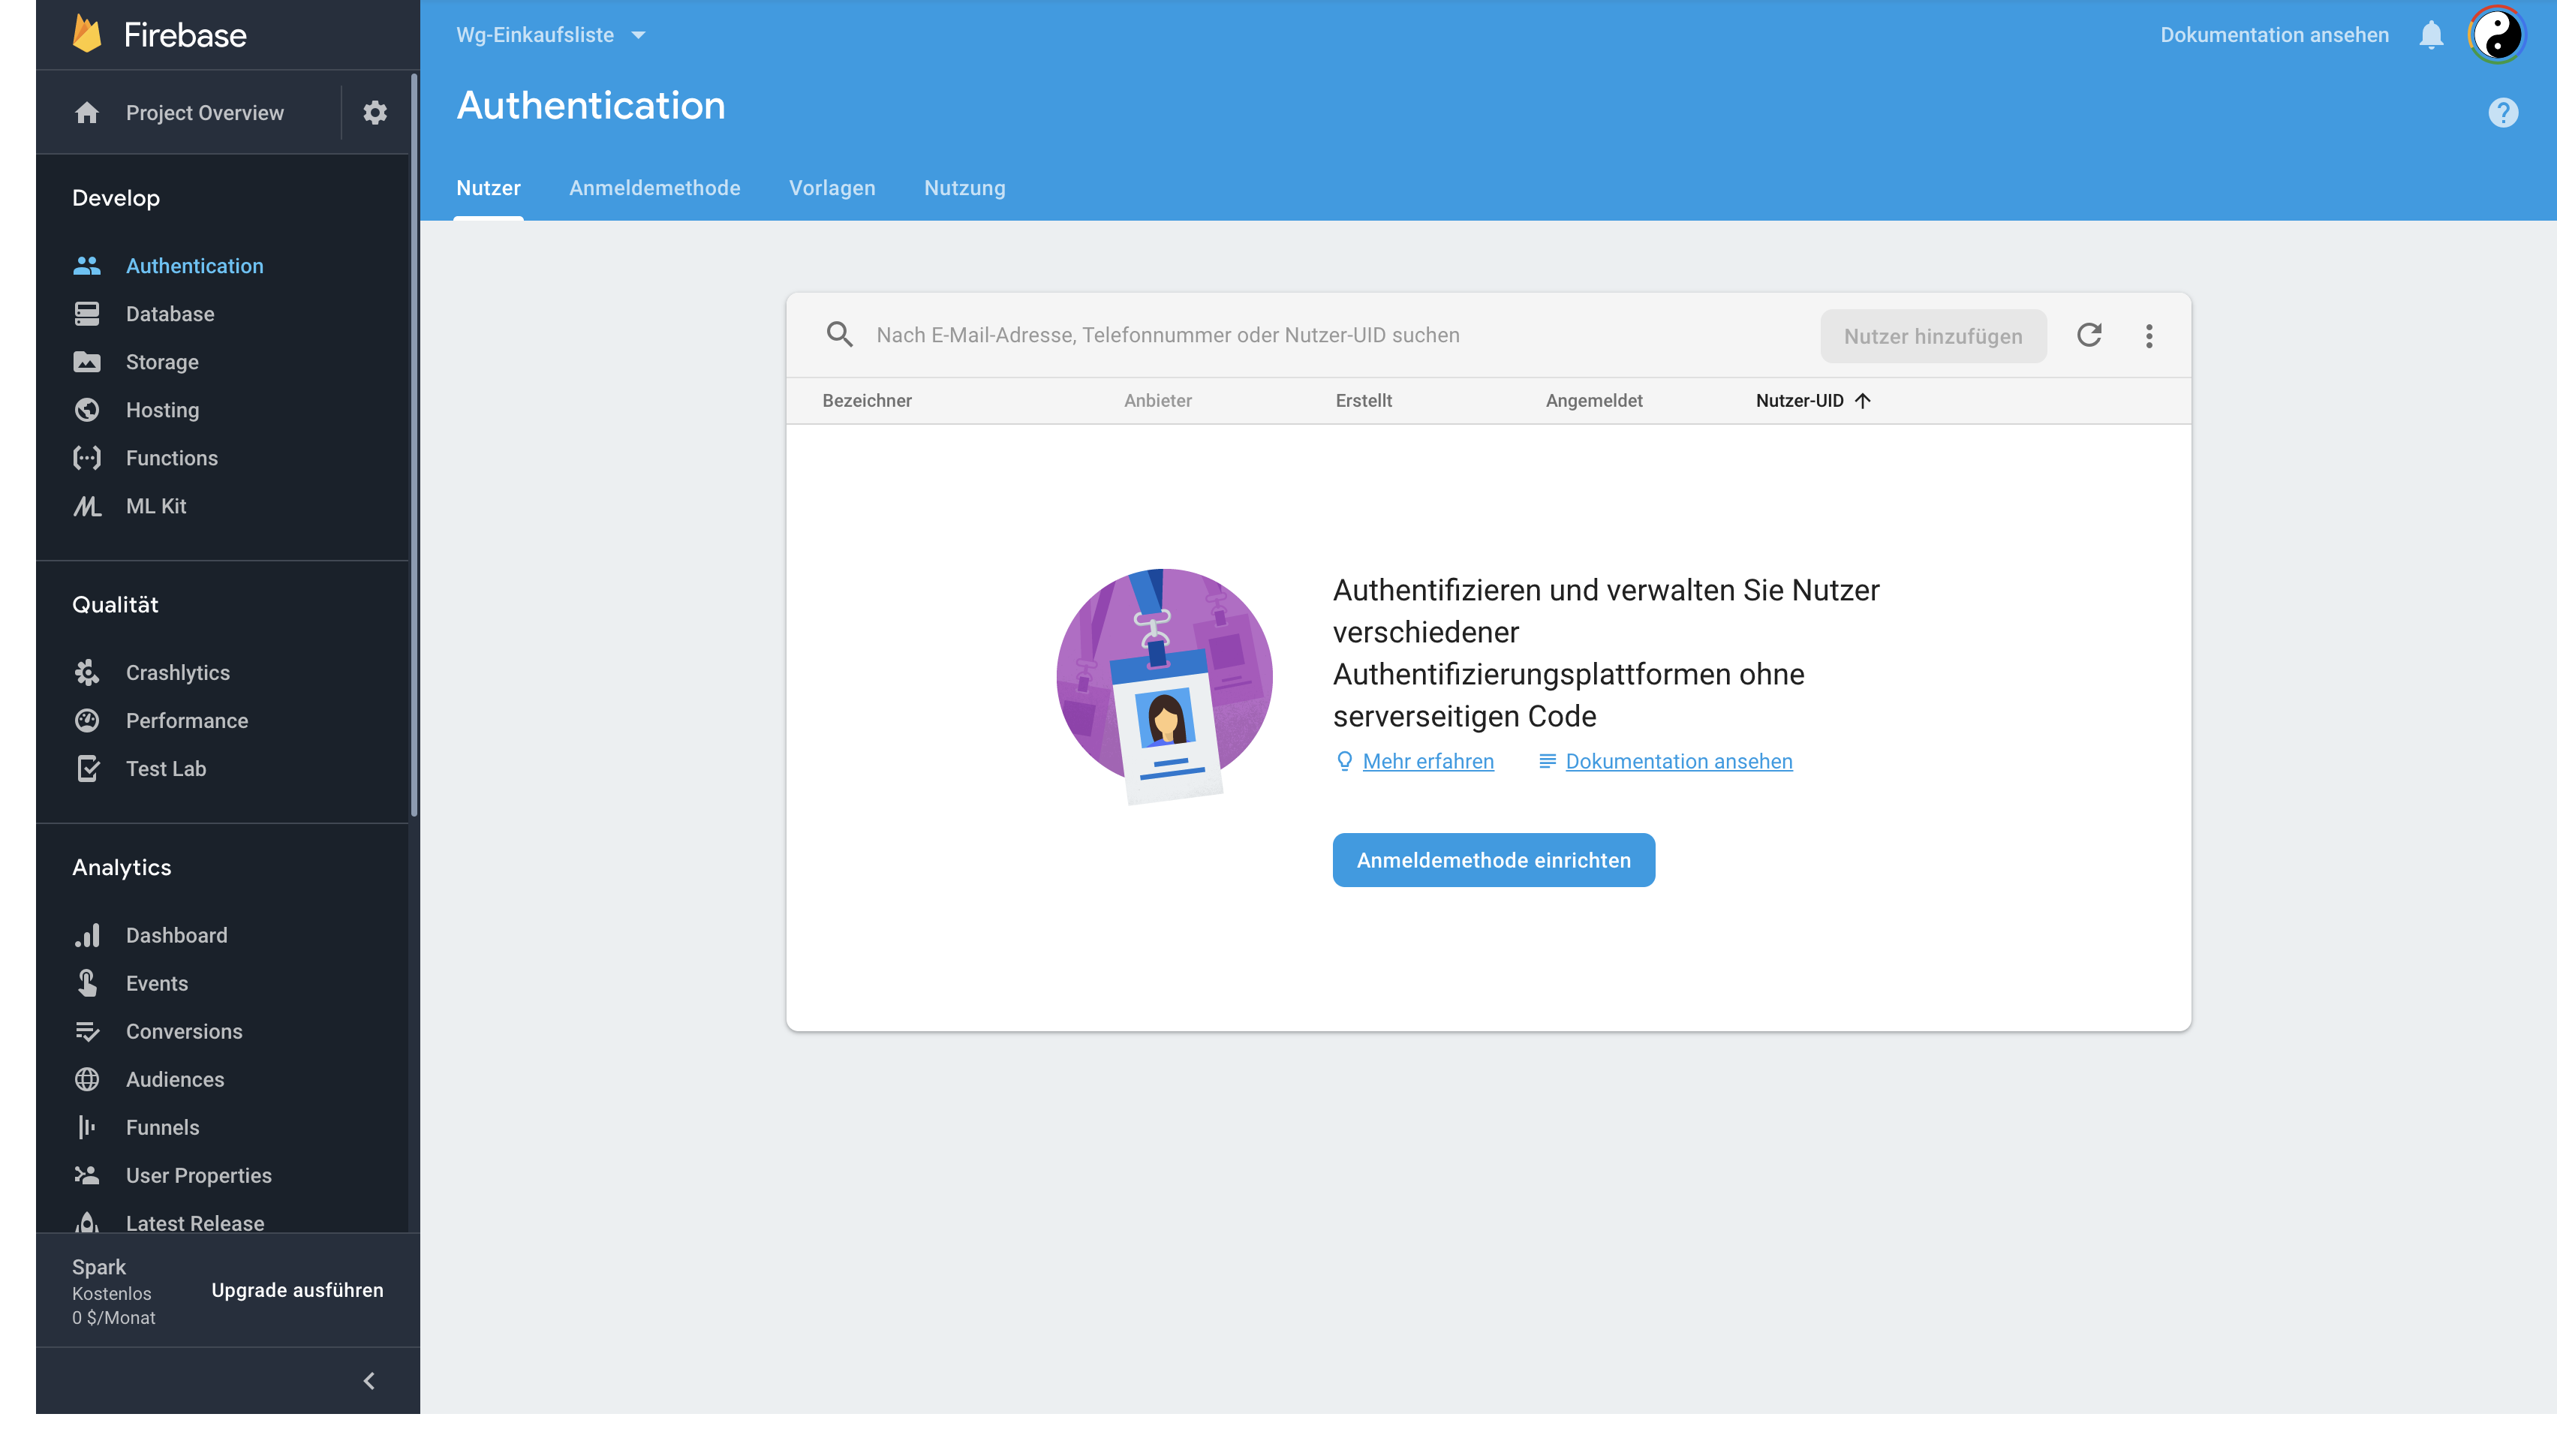 Firebase
Project Overview
Develop
Authentication
Database
Storage
Hosting
Functions
ML Kit
Qualität
Crashlytics
Performance
Test Lab
Analytics
Dashboard
Events
Conversions
Audiences
Funnels
User Properties
Latest Release
Spark
Kostenlos
0 $/Monat
Upgrade ausführen
Wg-Einkaufsliste
Dokumentation ansehen
Authentication
Nutzer Anmeldemethode Vorlagen Nutzung
Nach E-Mail-Adresse, Telefonnummer oder Nutzer-UID suchen
Nutzer hinzufügen
Bezeichner Anbieter Erstellt Angemeldet Nutzer-UID
Authentifizieren und verwalten Sie Nutzer
verschiedener
Authentifizierungsplattformen ohne
serverseitigen Code
Mehr erfahren Dokumentation ansehen
Anmeldemethode einrichten